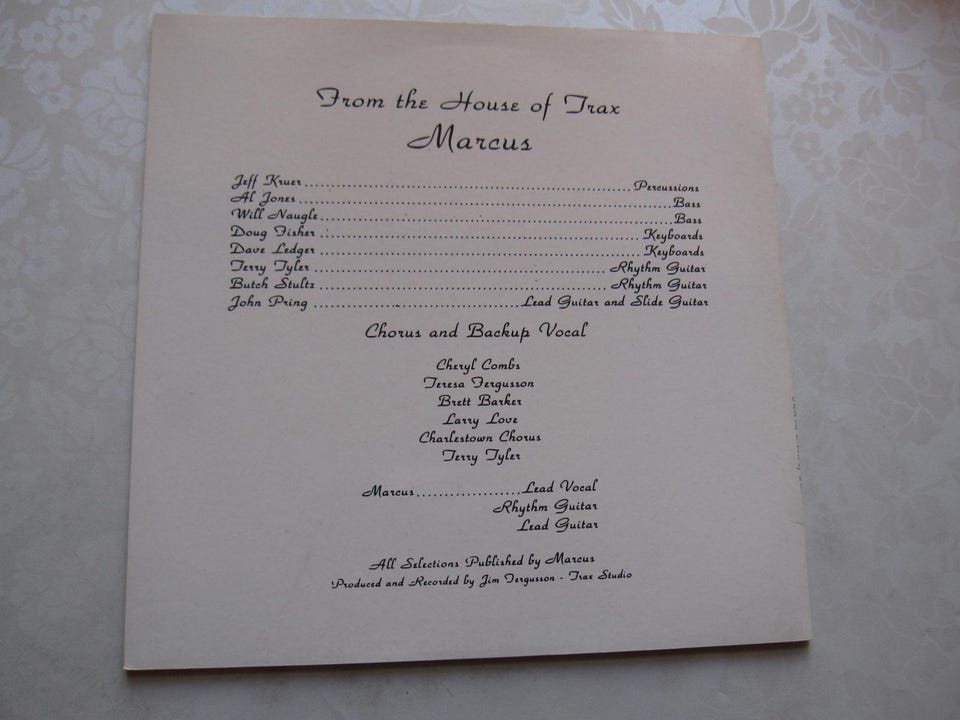 From the House of Trax
Marcus
Jeff Kruer........................................................Percussions
Al Jones................................................................Bass
Will Naugle............................................................Bass
Doug Fisher........................................................Keyboards
Dave Ledger........................................................Keyboards
Terry Tyler..................................................Rhythm Guitar
Butch Stultz.................................................Rhythm Guitar
John Pring...................................Lead Guitar and Slide Guitar
Chorus and Backup Vocal
Cheryl Combs
Teresa Fergusson
Brett Barker
Larry Love
Charlestown Chorus
Terry Tyler
Marcus..................Lead Vocal
Rhythm Guitar
Lead Guitar
All Selections Published by Marcus
Produced and Recorded by Jim Fergusson - Trax Studio